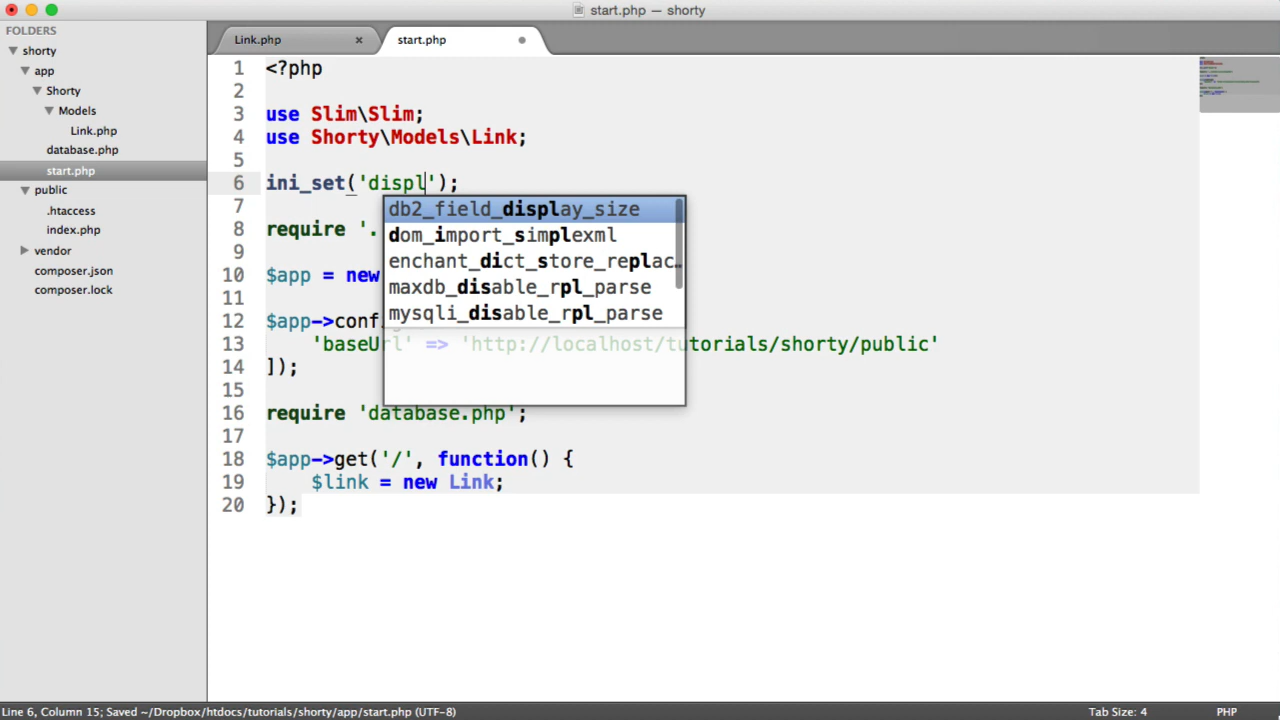 start.php — shorty
FOLDERS
shorty
app
Shorty
Models
Link.php
database.php
start.php
public
.htaccess
index.php
vendor
composer.json
composer.lock
Link.php
start.php
1 <?php
2
3 use Slim\Slim;
4 use Shorty\Models\Link;
5
6 ini_set('displ');
7
8 require '.
9
10 $app = new
11
12 $app->confi
13 'baseUrl' => 'http://localhost/tutorials/shorty/public'
14 ]);
15
16 require 'database.php';
17
18 $app->get('/', function() {
19 $link = new Link;
20 });
db2_field_display_size
dom_import_simplexml
enchant_dict_store_replac…
maxdb_disable_rpl_parse
mysqli_disable_rpl_parse
Line 6, Column 15; Saved ~/Dropbox/htdocs/tutorials/shorty/app/start.php (UTF-8)
Tab Size: 4
PHP